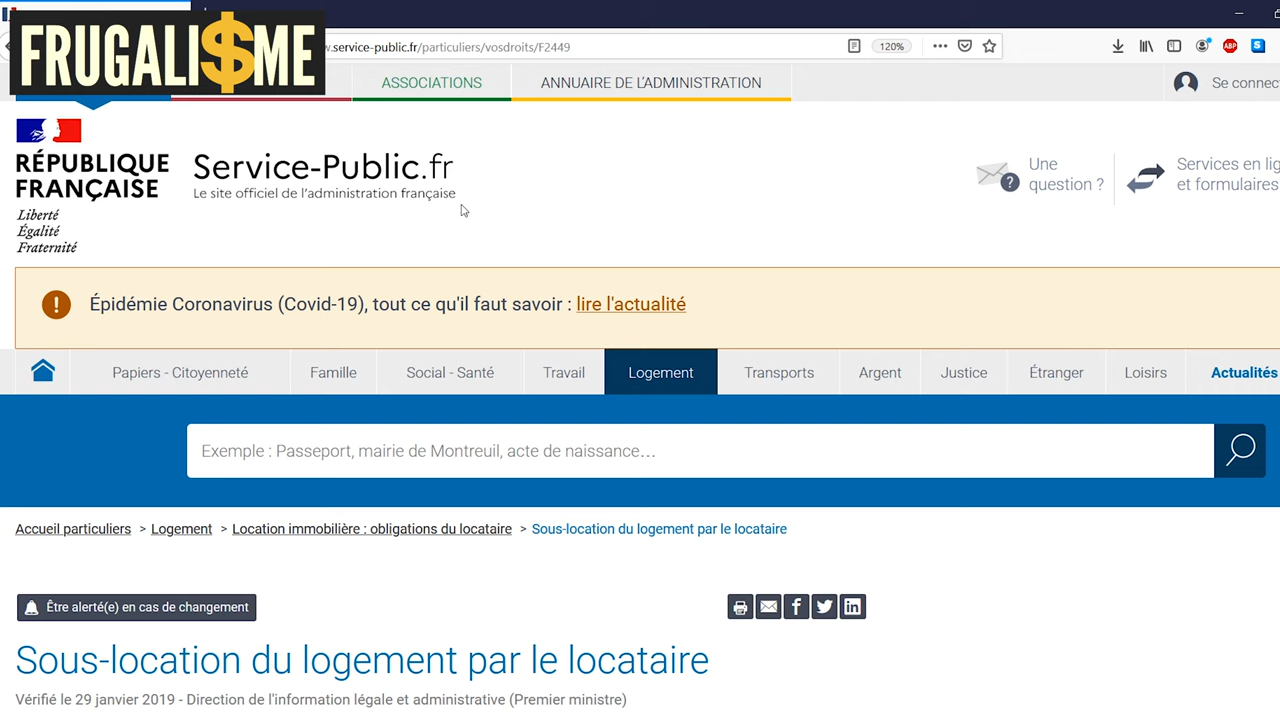 FRUGALI$ME
w.service-public.fr/particuliers/vosdroits/F2449
120%
ABP
S
ASSOCIATIONS
ANNUAIRE DE L'ADMINISTRATION
Se connec
RÉPUBLIQUE
FRANÇAISE
Liberté
Égalité
Fraternité
Service-Public.fr
Le site officiel de l'administration française
Une
question ?
Services en lig
et formulaires
Épidémie Coronavirus (Covid-19), tout ce qu'il faut savoir : lire l'actualité
Papiers - Citoyenneté Famille Social - Santé Travail Logement Transports Argent Justice Étranger Loisirs Actualités
Exemple : Passeport, mairie de Montreuil, acte de naissance…
Accueil particuliers > Logement > Location immobilière : obligations du locataire > Sous-location du logement par le locataire
Être alerté(e) en cas de changement
Sous-location du logement par le locataire
Vérifié le 29 janvier 2019 - Direction de l'information légale et administrative (Premier ministre)